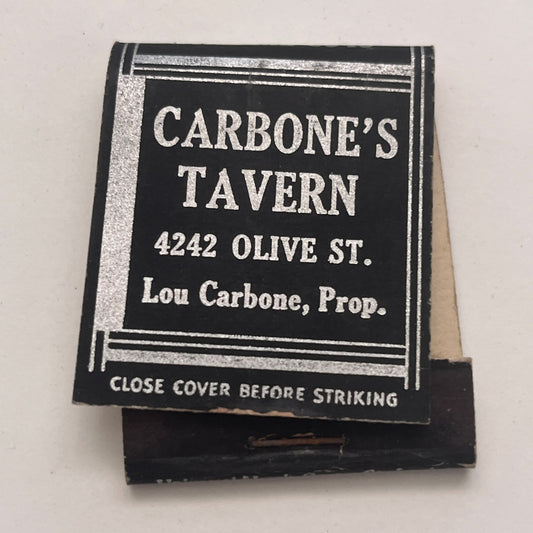 CARBONE'S
TAVERN
4242 OLIVE ST.
Lou Carbone, Prop.
CLOSE COVER BEFORE STRIKING